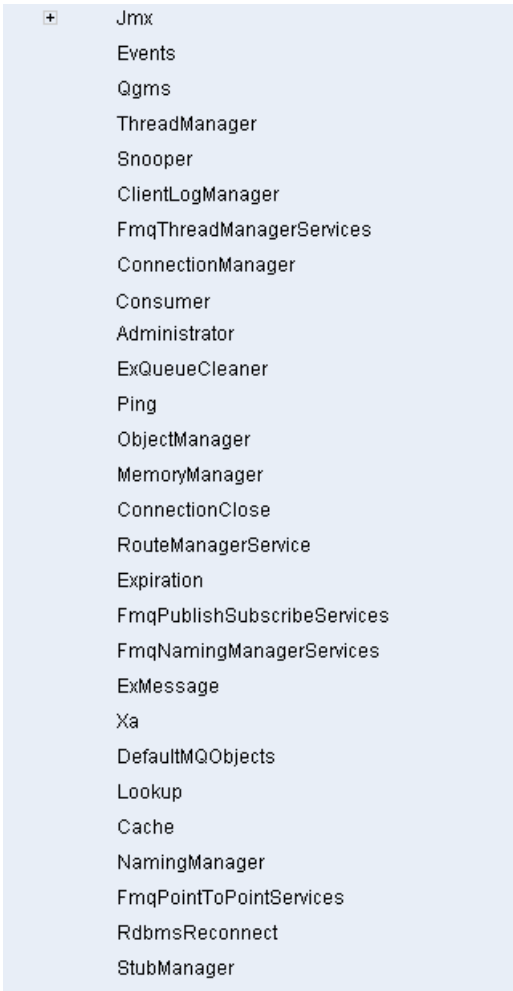 Jmx
Events
Qgms
ThreadManager
Snooper
ClientLogManager
FmqThreadManagerServices
ConnectionManager
Consumer
Administrator
ExQueueCleaner
Ping
ObjectManager
MemoryManager
ConnectionClose
RouteManagerService
Expiration
FmqPublishSubscribeServices
FmqNamingManagerServices
ExMessage
Xa
DefaultMQObjects
Lookup
Cache
NamingManager
FmqPointToPointServices
RdbmsReconnect
StubManager